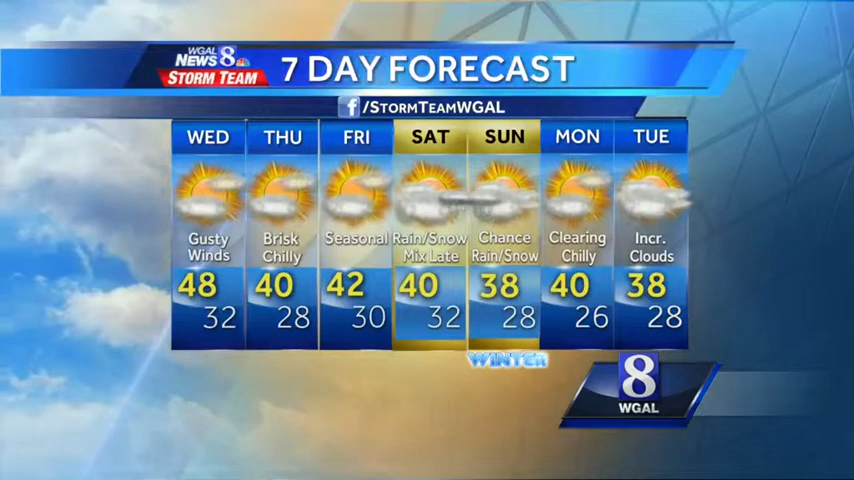 WGAL
NEWS 8
STORM TEAM
7 DAY FORECAST
f/STORMTEAMWGAL
WED THU FRI SAT SUN MON TUE
Gusty Winds
Brisk Chilly
Seasonal
Rain/Snow Mix Late
Chance Rain/Snow
Clearing Chilly
Incr. Clouds
48 40 42 40 38 40 38
32 28 30 32 28 26 28
WINTER
8
WGAL